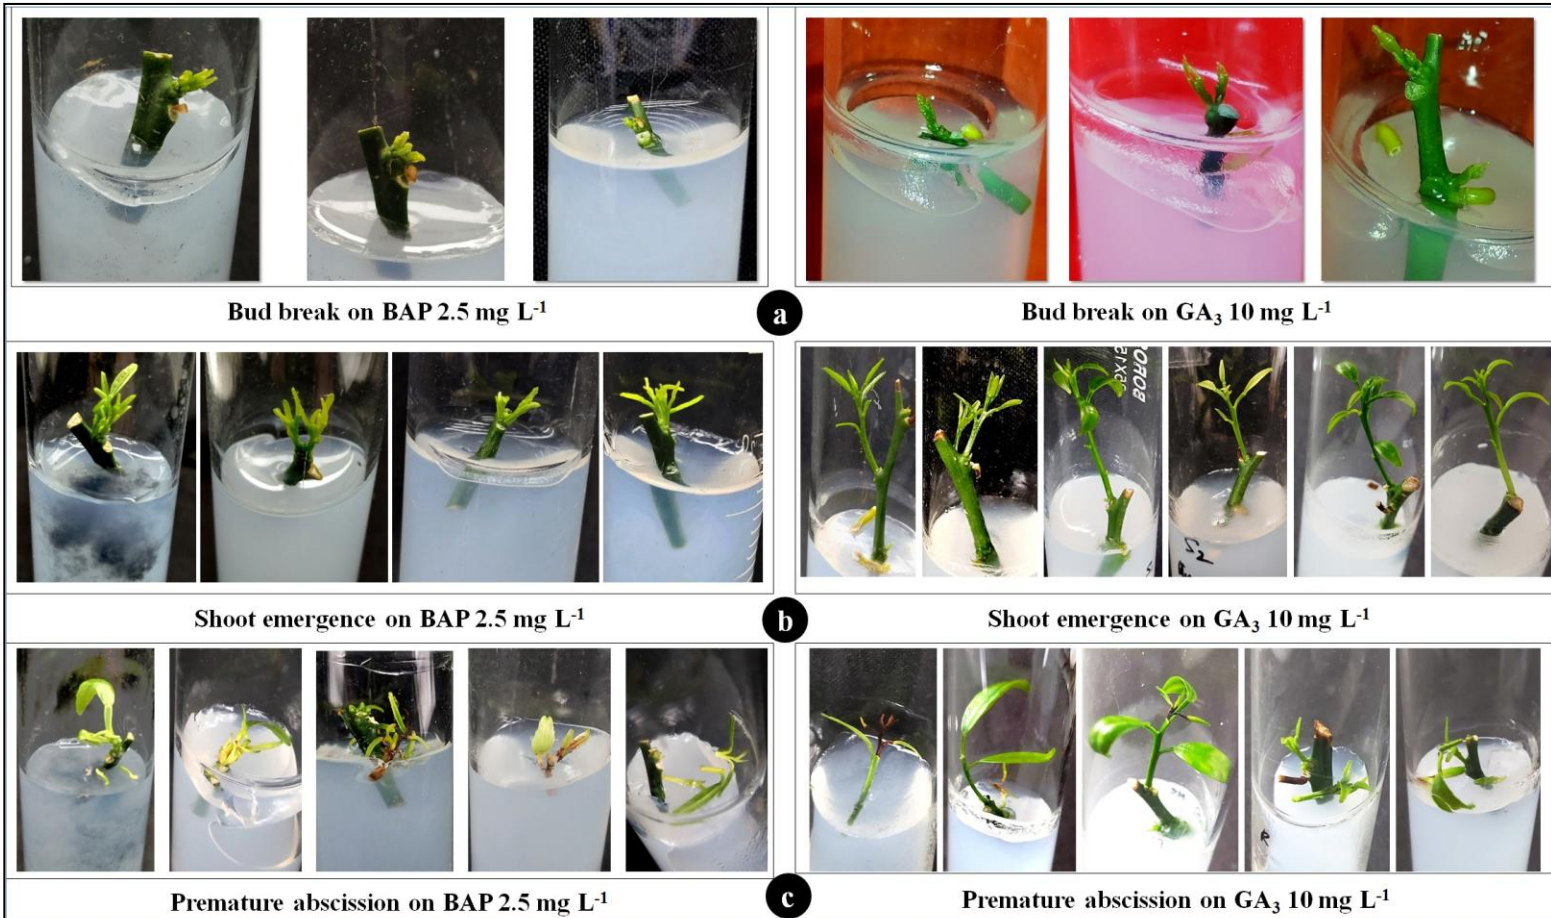 Bud break on BAP 2.5 mg L⁻¹
a
Bud break on GA₃ 10 mg L⁻¹
BOROS
Shoot emergence on BAP 2.5 mg L⁻¹
b
Shoot emergence on GA₃ 10 mg L⁻¹
S2
R
Premature abscission on BAP 2.5 mg L⁻¹
c
Premature abscission on GA₃ 10 mg L⁻¹